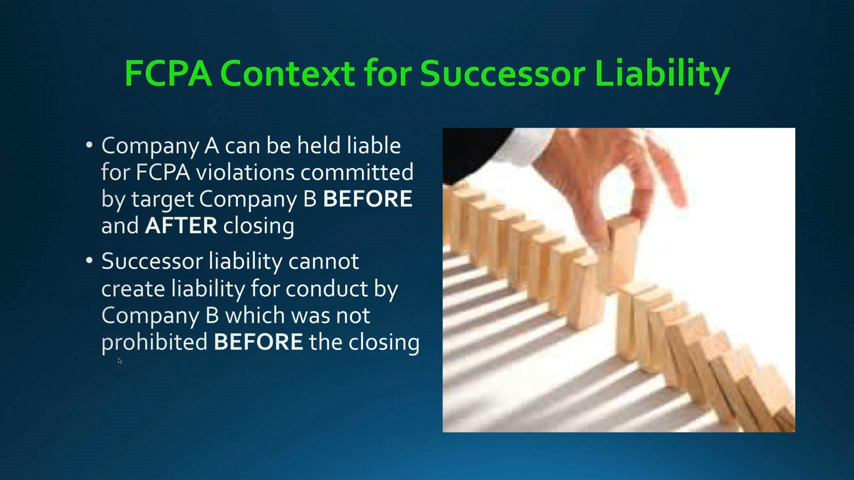 FCPA Context for Successor Liability
• Company A can be held liable
for FCPA violations committed
by target Company B BEFORE
and AFTER closing
• Successor liability cannot
create liability for conduct by
Company B which was not
prohibited BEFORE the closing